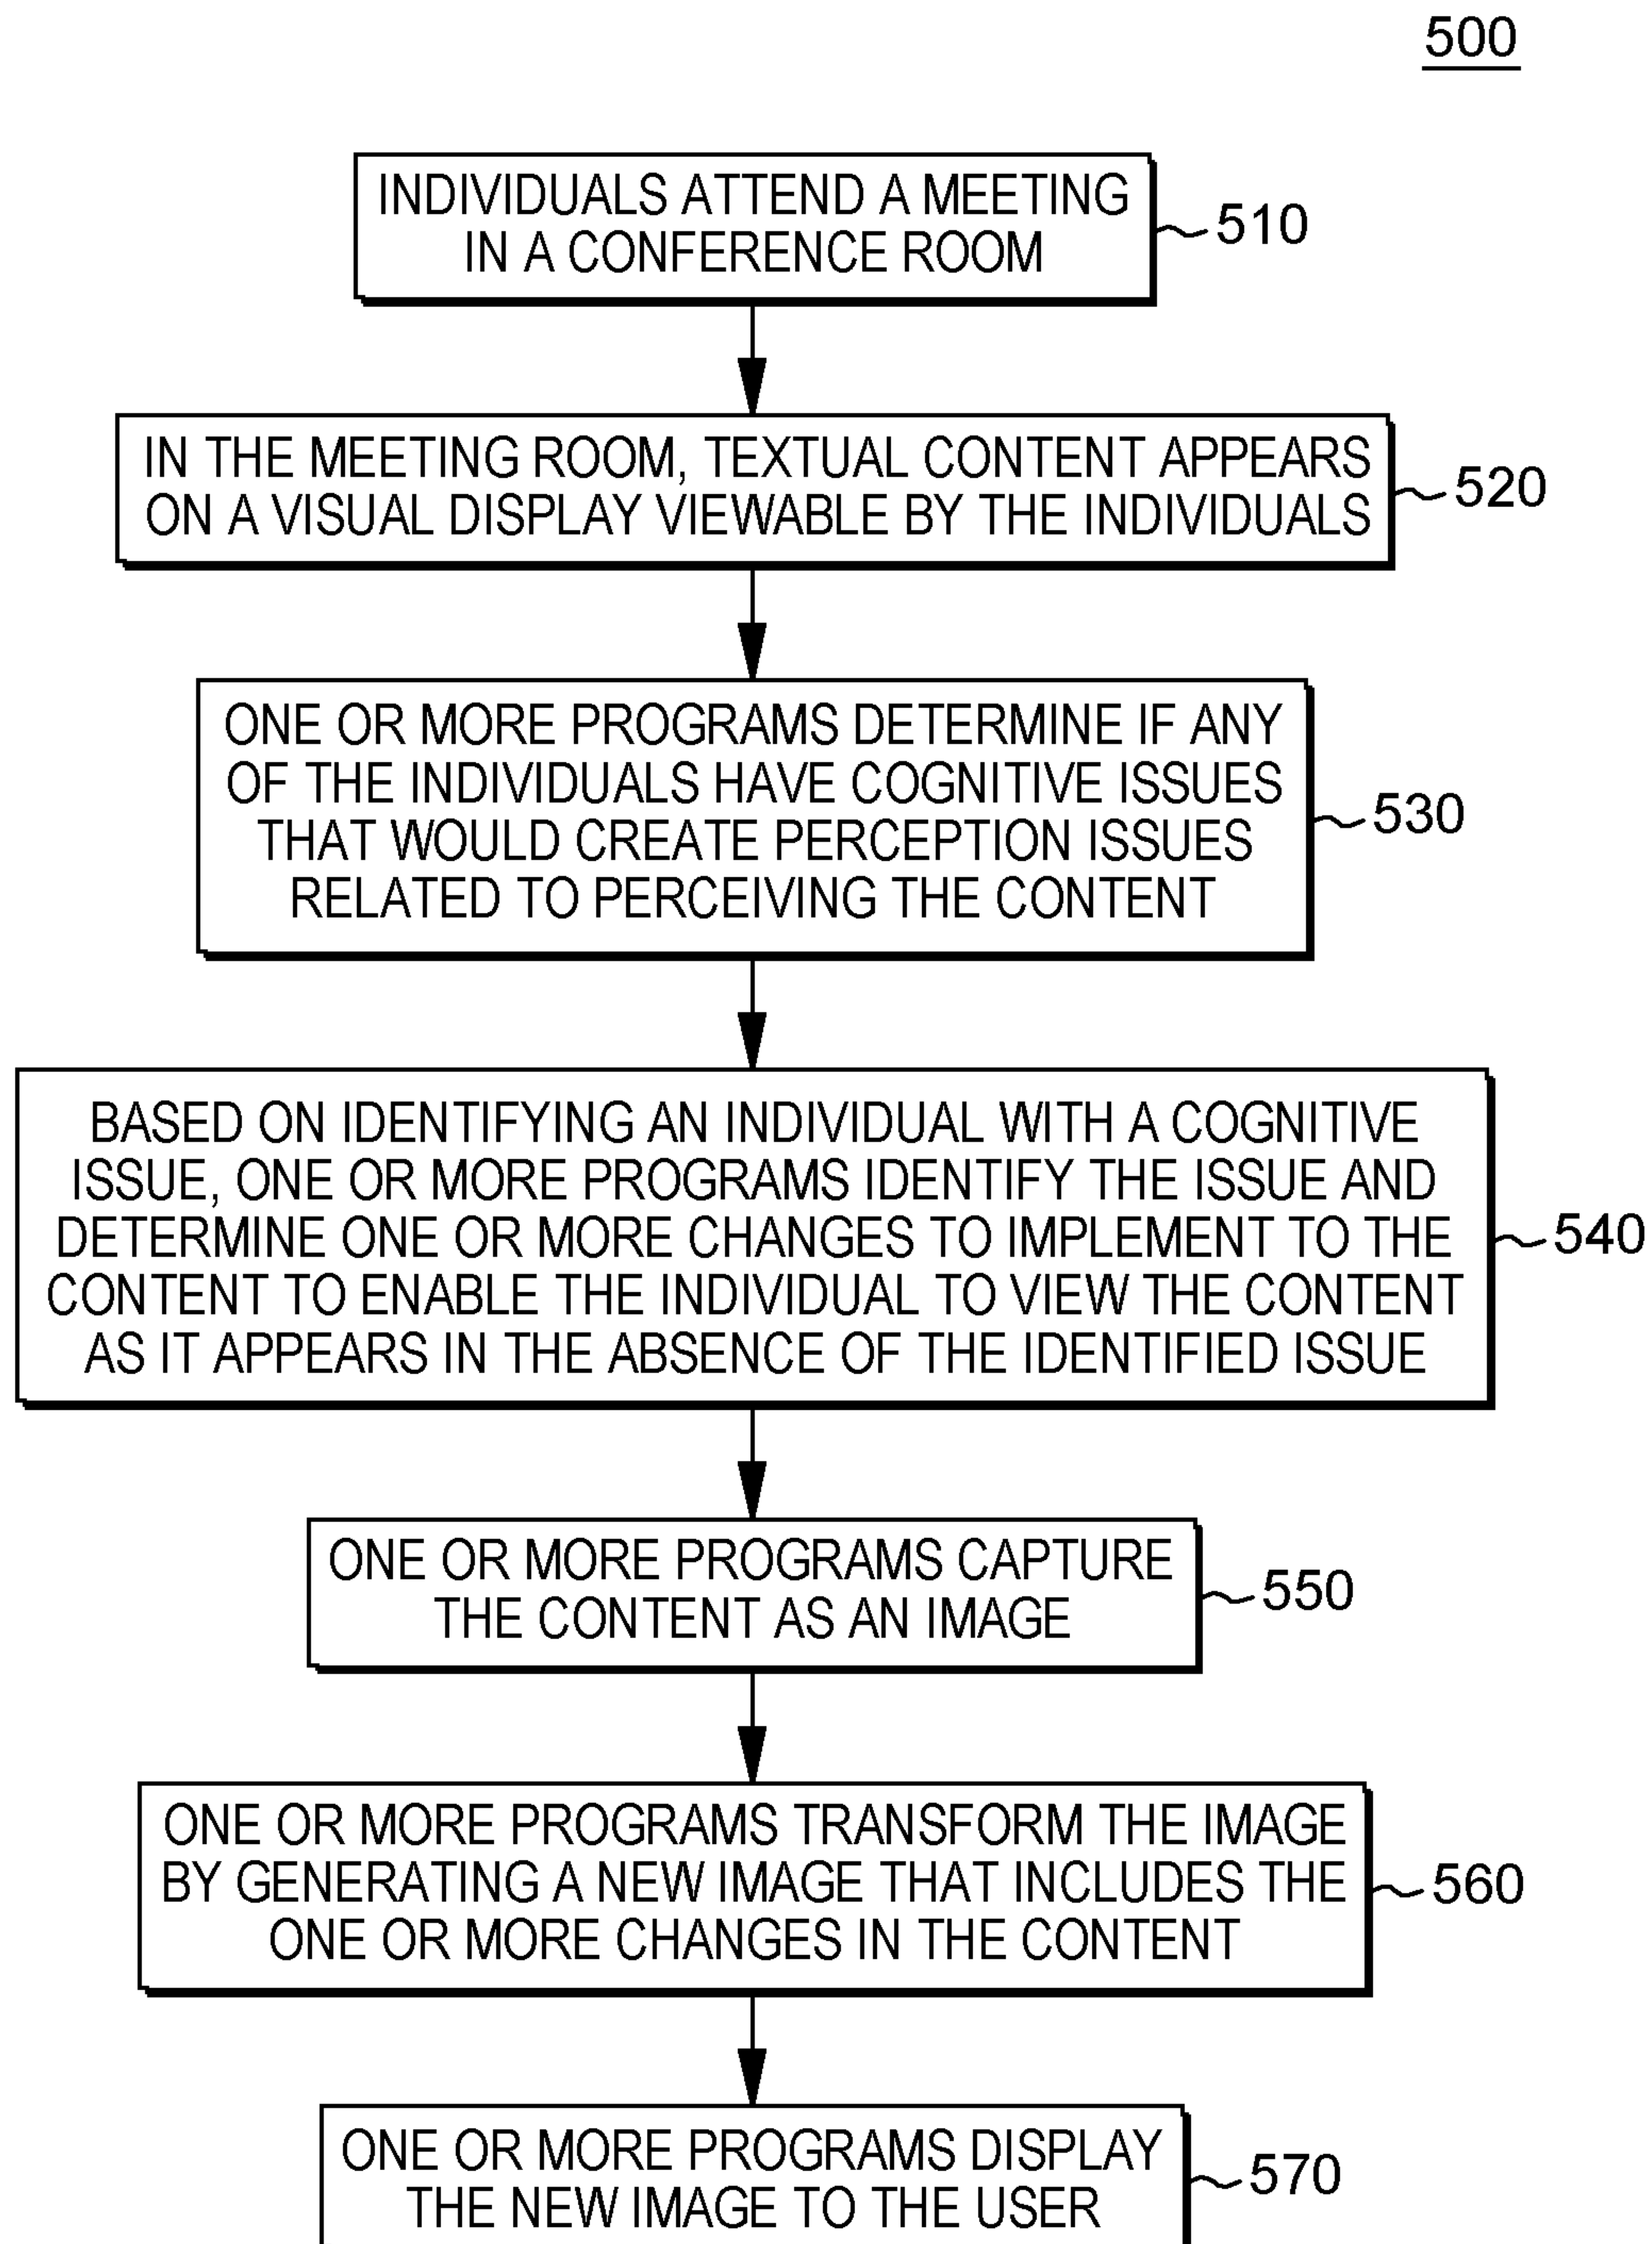 500
INDIVIDUALS ATTEND A MEETING
IN A CONFERENCE ROOM
510
IN THE MEETING ROOM, TEXTUAL CONTENT APPEARS
ON A VISUAL DISPLAY VIEWABLE BY THE INDIVIDUALS
520
ONE OR MORE PROGRAMS DETERMINE IF ANY
OF THE INDIVIDUALS HAVE COGNITIVE ISSUES
THAT WOULD CREATE PERCEPTION ISSUES
RELATED TO PERCEIVING THE CONTENT
530
BASED ON IDENTIFYING AN INDIVIDUAL WITH A COGNITIVE
ISSUE, ONE OR MORE PROGRAMS IDENTIFY THE ISSUE AND
DETERMINE ONE OR MORE CHANGES TO IMPLEMENT TO THE
CONTENT TO ENABLE THE INDIVIDUAL TO VIEW THE CONTENT
AS IT APPEARS IN THE ABSENCE OF THE IDENTIFIED ISSUE
540
ONE OR MORE PROGRAMS CAPTURE
THE CONTENT AS AN IMAGE
550
ONE OR MORE PROGRAMS TRANSFORM THE IMAGE
BY GENERATING A NEW IMAGE THAT INCLUDES THE
ONE OR MORE CHANGES IN THE CONTENT
560
ONE OR MORE PROGRAMS DISPLAY
THE NEW IMAGE TO THE USER
570